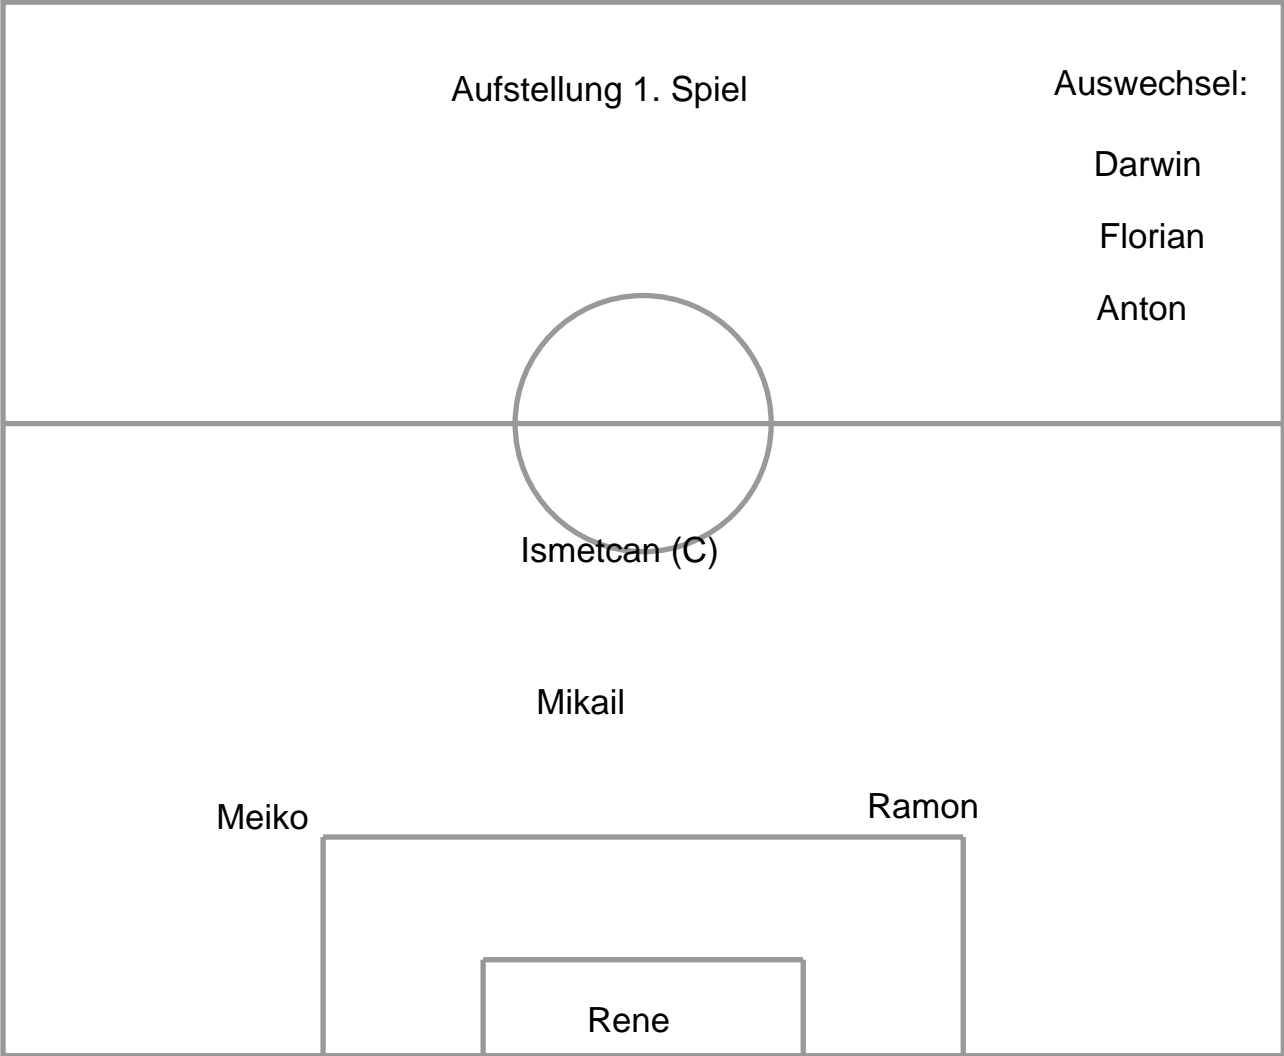 Aufstellung 1. Spiel
Auswechsel:
Darwin
Florian
Anton
Ismetcan (C)
Mikail
Meiko
Ramon
Rene